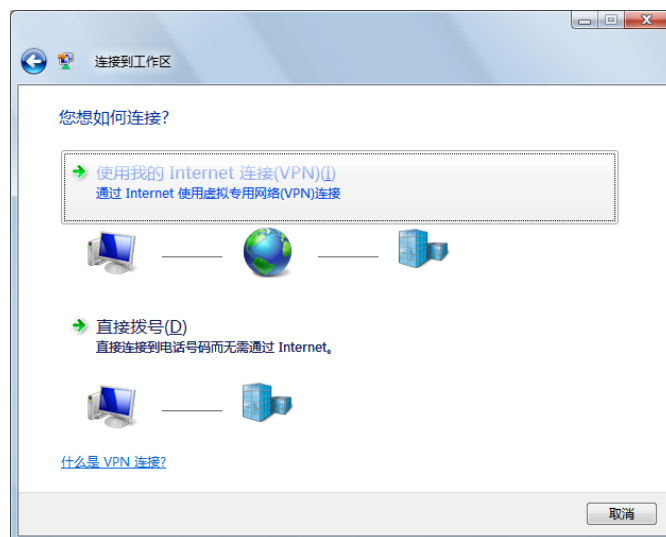 连接到工作区
您想如何连接?
使用我的 Internet 连接(VPN)(I)
通过 Internet 使用虚拟专用网络(VPN)连接
直接拨号(D)
直接连接到电话号码而无需通过 Internet。
什么是 VPN 连接?
取消